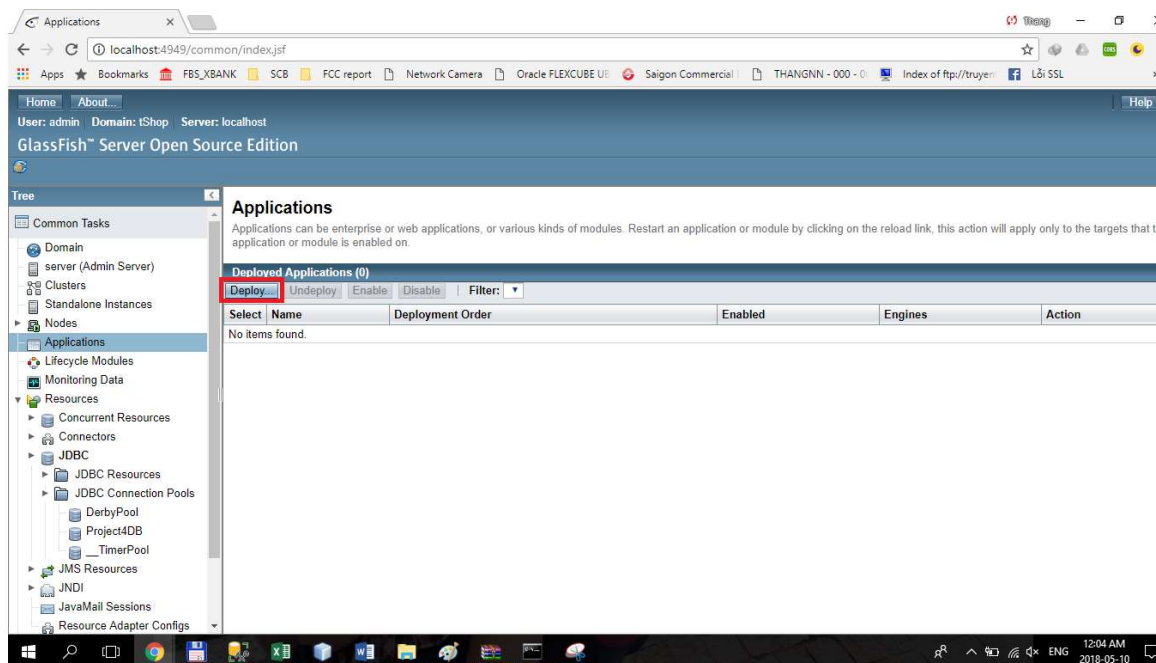 Applications
Thang
localhost:4949/common/index.jsf
Apps Bookmarks FBS_XBANK SCB FCC report Network Camera Oracle FLEXCUBE UB Saigon Commercial THANGNN - 000 - Index of ftp://truyen Lỗi SSL
Home About... Help
User: admin Domain: tShop Server: localhost
GlassFish™ Server Open Source Edition
Tree
Common Tasks
Domain
server (Admin Server)
Clusters
Standalone Instances
Nodes
Applications
Lifecycle Modules
Monitoring Data
Resources
Concurrent Resources
Connectors
JDBC
JDBC Resources
JDBC Connection Pools
DerbyPool
Project4DB
__TimerPool
JMS Resources
JNDI
JavaMail Sessions
Resource Adapter Configs
Applications
Applications can be enterprise or web applications, or various kinds of modules. Restart an application or module by clicking on the reload link, this action will apply only to the targets that t
application or module is enabled on.
Deployed Applications (0)
Deploy... Undeploy Enable Disable | Filter:
Select Name Deployment Order Enabled Engines Action
No items found.
ENG 12:04 AM
2018-05-10